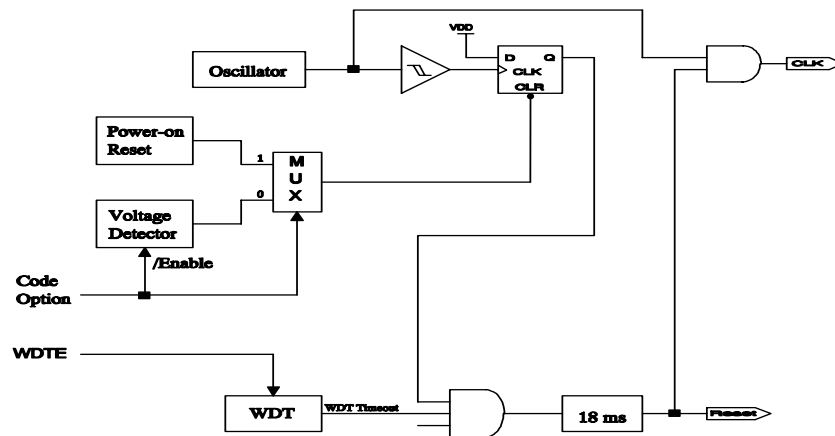 VDD
Oscillator
D Q
CLK
CLR
CLK
Power-on
Reset
1
0
M
U
X
Voltage
Detector
/Enable
Code
Option
WDTE
WDT
WDT Timeout
18 ms
Reset